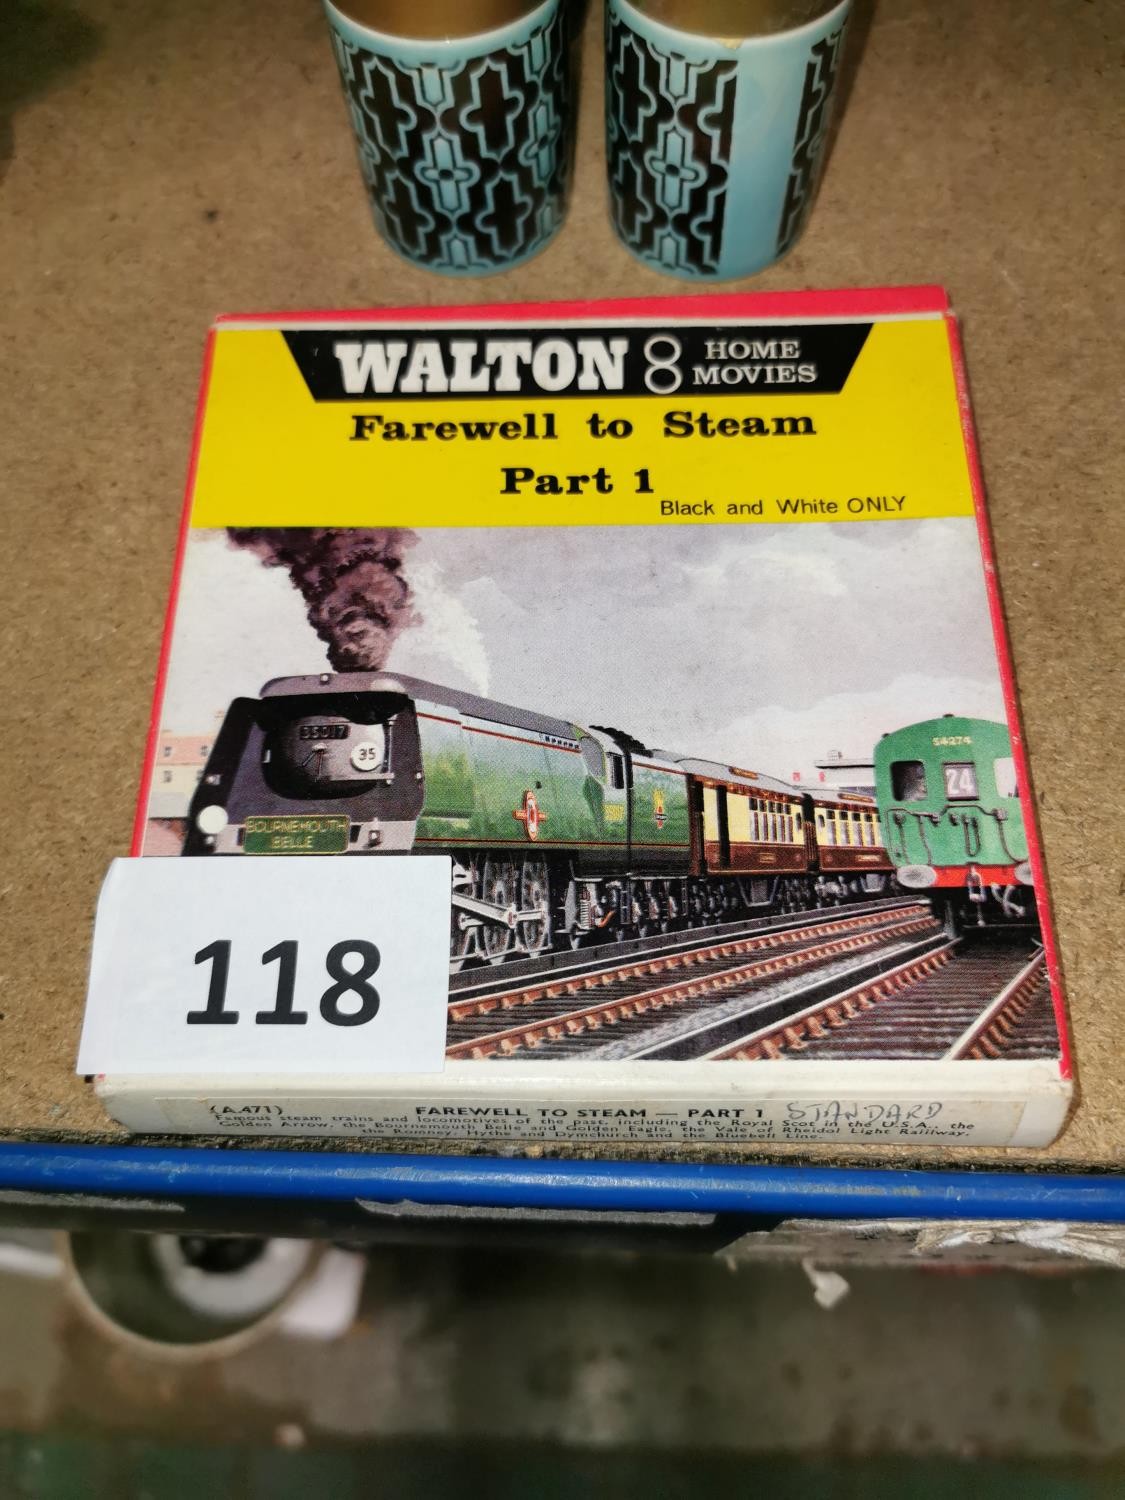 WALTON 8 HOME MOVIES
Farewell to Steam
Part 1
Black and White ONLY
35017
35
54274
24
BOURNEMOUTH
BELLE
118
(A.471) FAREWELL TO STEAM — PART 1 STANDARD
Famous steam trains and locomotives of the past, including the Royal Scot in the U.S.A., the
Golden Arrow, the Bournemouth Belle and Golden Eagle, the Vale of Rheidol Light Railway,
the Romney, Hythe and Dymchurch and the Bluebell Line.